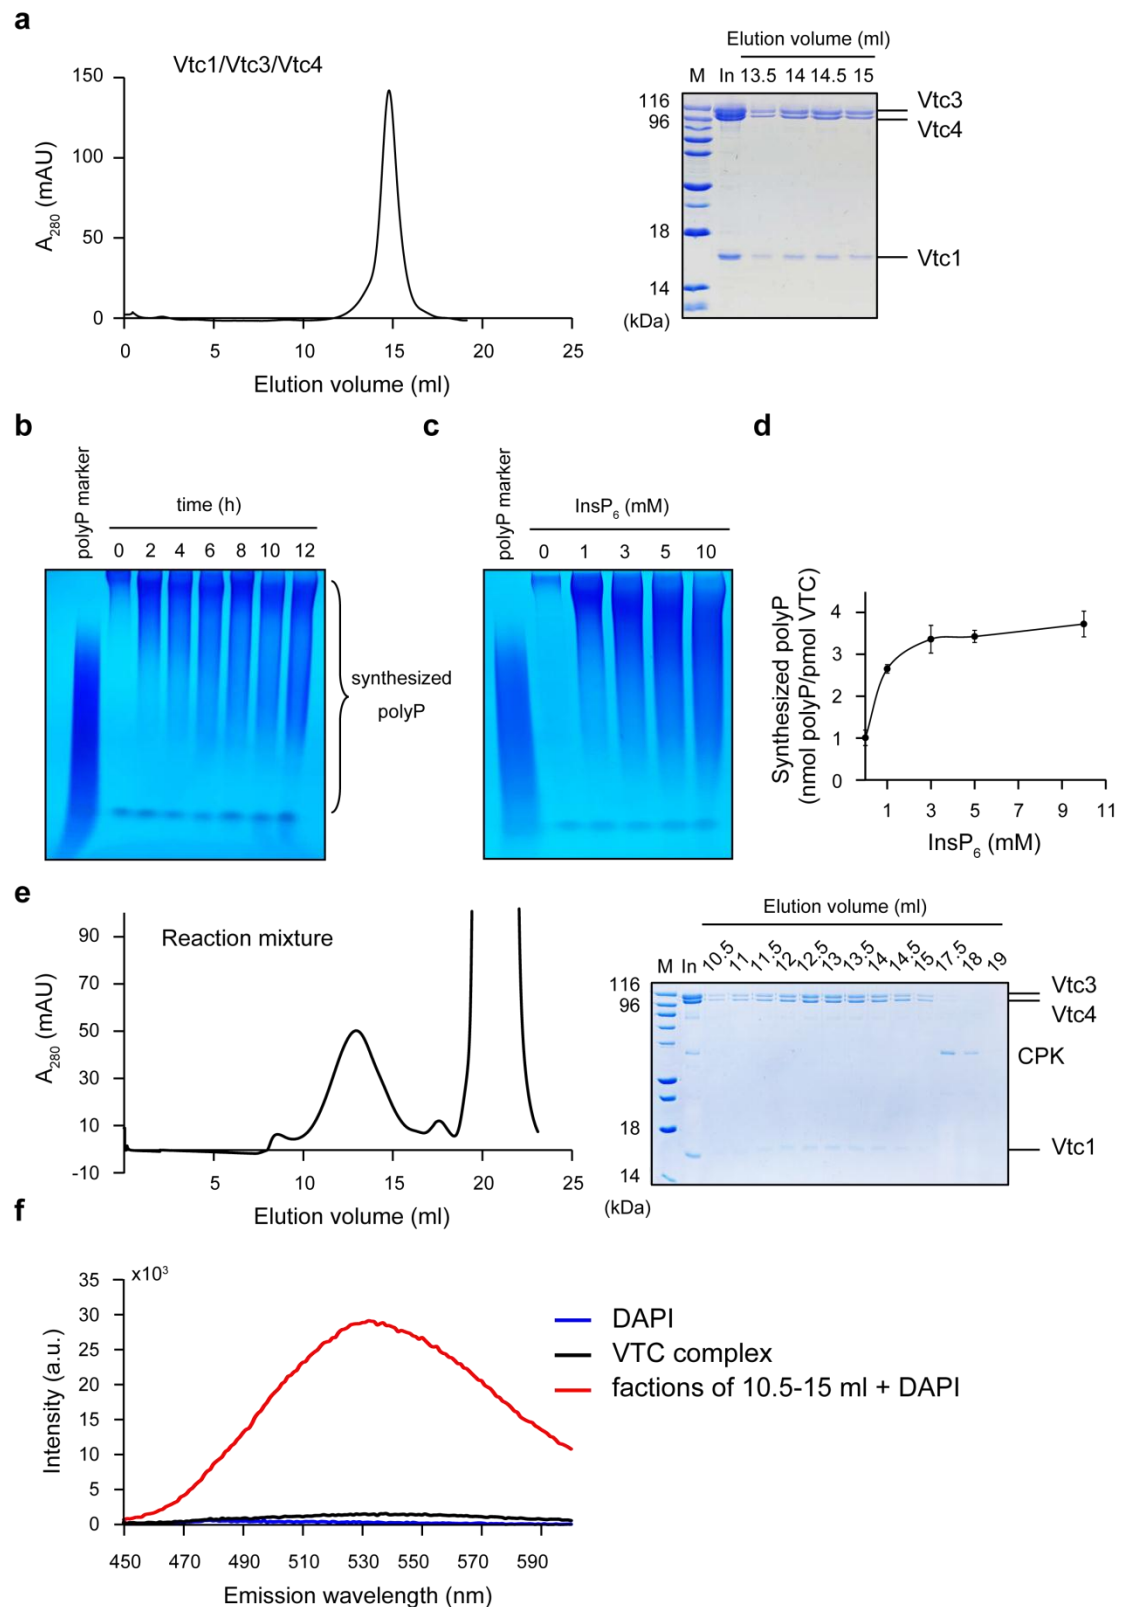 a
Vtc1/Vtc3/Vtc4
150
100
50
0
A280 (mAU)
0 5 10 15 20 25
Elution volume (ml)
Elution volume (ml)
M In 13.5 14 14.5 15
116
96
18
14
(kDa)
Vtc3
Vtc4
Vtc1
b
polyP marker
time (h)
0 2 4 6 8 10 12
synthesized
polyP
c
polyP marker
InsP6 (mM)
0 1 3 5 10
d
Synthesized polyP
(nmol polyP/pmol VTC)
4
3
2
1
0
1 3 5 7 9 11
InsP6 (mM)
e
Reaction mixture
90
70
50
30
10
-10
A280 (mAU)
5 10 15 20 25
Elution volume (ml)
Elution volume (ml)
M In 10.5 11 11.5 12 12.5 13 13.5 14 14.5 15 17.5 18 19
116
96
18
14
(kDa)
Vtc3
Vtc4
CPK
Vtc1
f
x10³
35
30
25
20
15
10
5
0
Intensity (a.u.)
450 470 490 510 530 550 570 590
Emission wavelength (nm)
DAPI
VTC complex
factions of 10.5-15 ml + DAPI